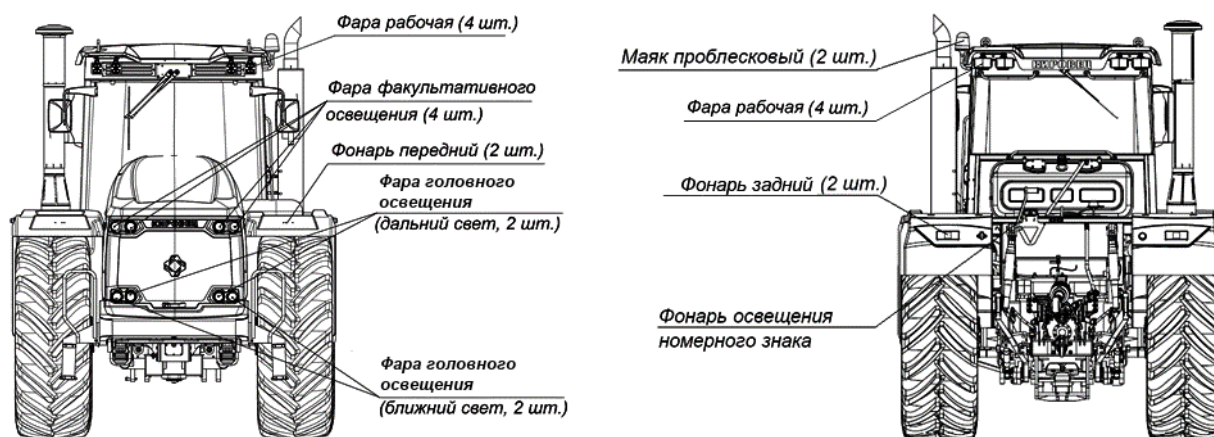 Фара рабочая (4 шт.)
Фара факультативного
освещения (4 шт.)
Фонарь передний (2 шт.)
Фара головного
освещения
(дальний свет, 2 шт.)
КИРОВЕЦ
Фара головного
освещения
(ближний свет, 2 шт.)
Маяк проблесковый (2 шт.)
КИРОВЕЦ
Фара рабочая (4 шт.)
Фонарь задний (2 шт.)
Фонарь освещения
номерного знака